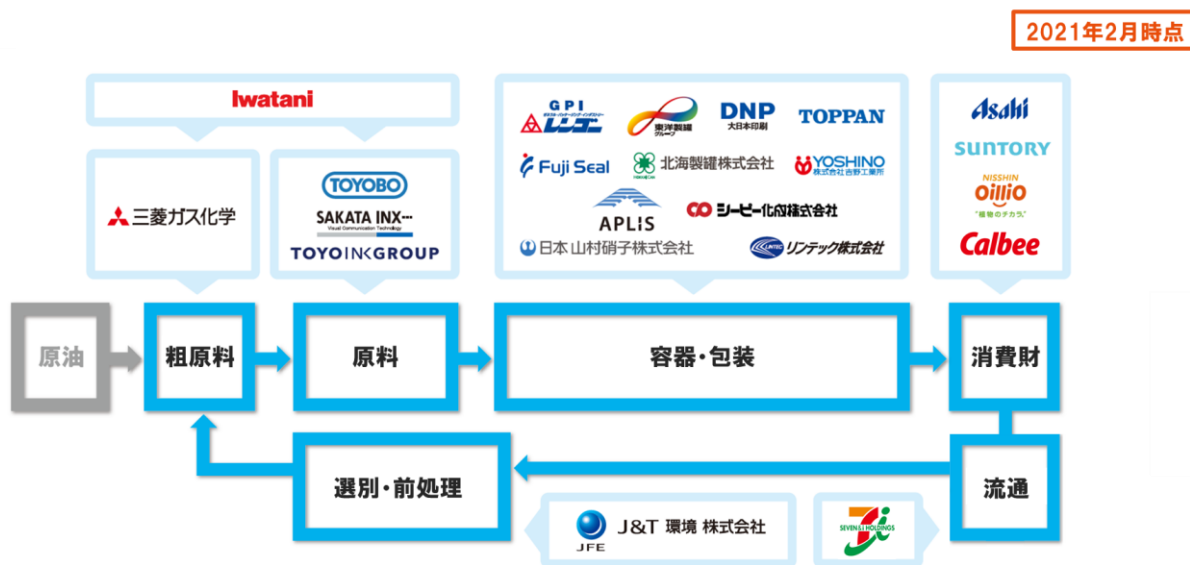 2021年2月時点
Iwatani
三菱ガス化学
TOYOBO
SAKATA INX
Visual Communication Technology
TOYO INK GROUP
GPI
レンゴー
東洋製罐
グループ
DNP
大日本印刷
TOPPAN
Fuji Seal
北海製罐株式会社
YOSHINO
株式会社吉野工業所
APLiS
シーピー化成株式会社
日本山村硝子株式会社
LINTEC
リンテック株式会社
Asahi
SUNTORY
NISSHIN
OilliO
"植物のチカラ。"
Calbee
原油
粗原料
原料
容器・包装
消費財
選別・前処理
流通
JFE
J&T 環境 株式会社
SEVEN & i HOLDINGS